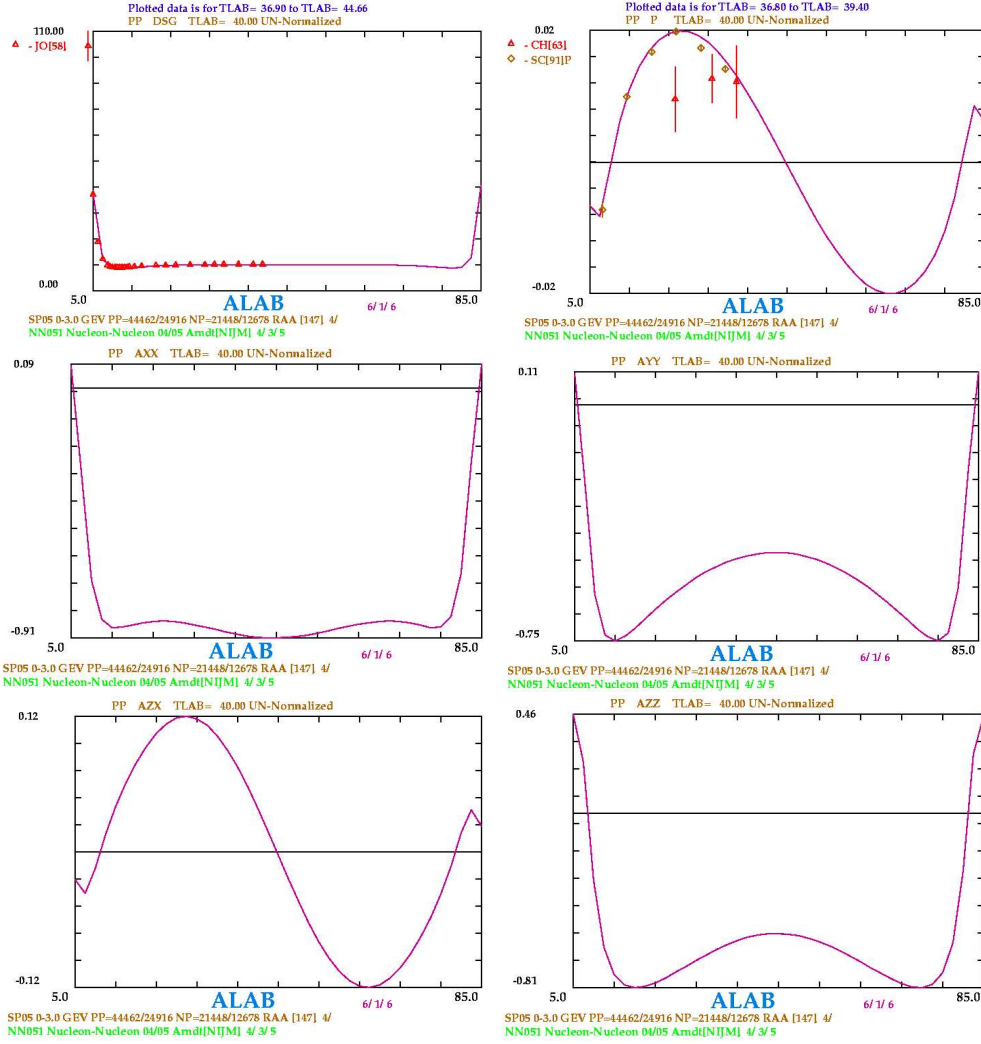 Plotted data is for TLAB= 36.90 to TLAB= 44.66
PP DSG TLAB= 40.00 UN-Normalized
110.00
- JO[58]
0.00
5.0
ALAB
6/ 1/ 6
85.0
SP05 0-3.0 GEV PP=44462/24916 NP=21448/12678 RAA [147] 4/
NN051 Nucleon-Nucleon 04/05 Arndt[NIJM] 4/ 3/ 5
Plotted data is for TLAB= 36.80 to TLAB= 39.40
PP P TLAB= 40.00 UN-Normalized
0.02
- CH[63]
- SC[91]P
-0.02
5.0
ALAB
6/ 1/ 6
85.0
SP05 0-3.0 GEV PP=44462/24916 NP=21448/12678 RAA [147] 4/
NN051 Nucleon-Nucleon 04/05 Arndt[NIJM] 4/ 3/ 5
PP AXX TLAB= 40.00 UN-Normalized
0.09
-0.91
5.0
ALAB
6/ 1/ 6
85.0
SP05 0-3.0 GEV PP=44462/24916 NP=21448/12678 RAA [147] 4/
NN051 Nucleon-Nucleon 04/05 Arndt[NIJM] 4/ 3/ 5
PP AYY TLAB= 40.00 UN-Normalized
0.11
-0.75
5.0
ALAB
6/ 1/ 6
85.0
SP05 0-3.0 GEV PP=44462/24916 NP=21448/12678 RAA [147] 4/
NN051 Nucleon-Nucleon 04/05 Arndt[NIJM] 4/ 3/ 5
PP AZX TLAB= 40.00 UN-Normalized
0.12
-0.12
5.0
ALAB
6/ 1/ 6
85.0
SP05 0-3.0 GEV PP=44462/24916 NP=21448/12678 RAA [147] 4/
NN051 Nucleon-Nucleon 04/05 Arndt[NIJM] 4/ 3/ 5
PP AZZ TLAB= 40.00 UN-Normalized
0.46
-0.81
5.0
ALAB
6/ 1/ 6
85.0
SP05 0-3.0 GEV PP=44462/24916 NP=21448/12678 RAA [147] 4/
NN051 Nucleon-Nucleon 04/05 Arndt[NIJM] 4/ 3/ 5